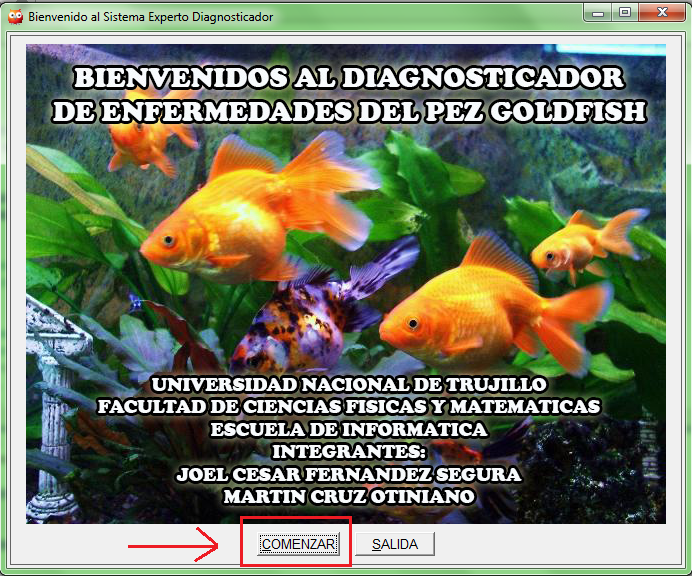 Bienvenido al Sistema Experto Diagnosticador
BIENVENIDOS AL DIAGNOSTICADOR
DE ENFERMEDADES DEL PEZ GOLDFISH
UNIVERSIDAD NACIONAL DE TRUJILLO
FACULTAD DE CIENCIAS FISICAS Y MATEMATICAS
ESCUELA DE INFORMATICA
INTEGRANTES:
JOEL CESAR FERNANDEZ SEGURA
MARTIN CRUZ OTINIANO
COMENZAR SALIDA